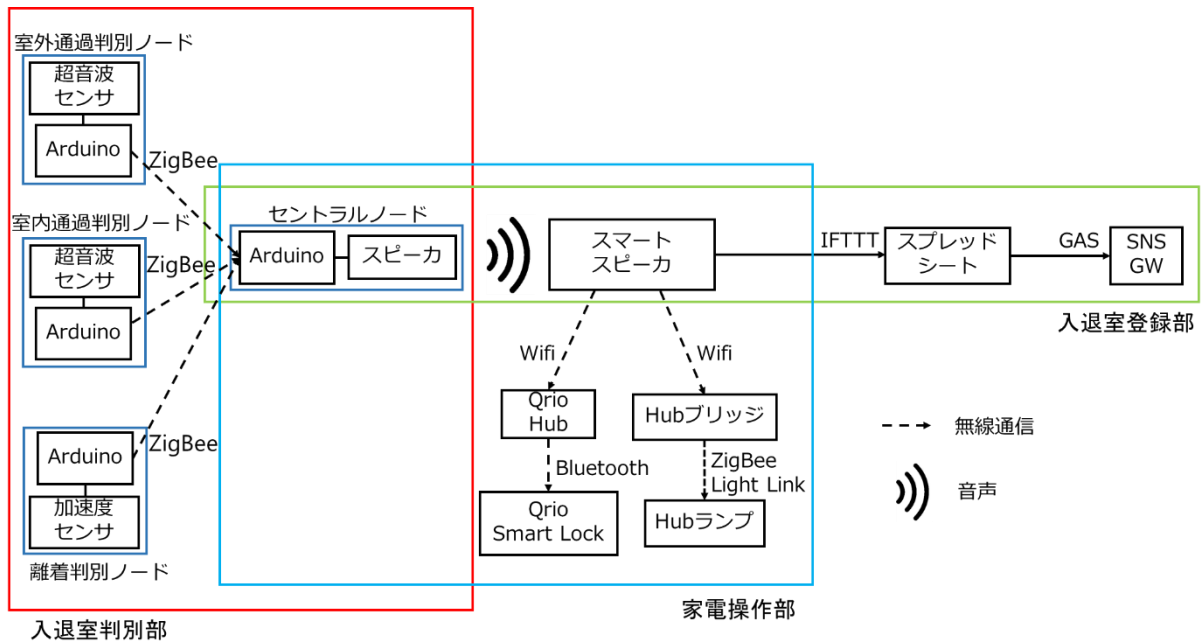 室外通過判別ノード
超音波
センサ
Arduino
ZigBee
室内通過判別ノード
超音波
センサ
ZigBee
Arduino
Arduino
ZigBee
加速度
センサ
離着判別ノード
入退室判別部
セントラルノード
Arduino
スピーカ
スマート
スピーカ
IFTTT
スプレッド
シート
GAS
SNS
GW
入退室登録部
Wifi
Wifi
Qrio
Hub
Hubブリッジ
Bluetooth
ZigBee
Light Link
Qrio
Smart Lock
Hubランプ
家電操作部
無線通信
音声